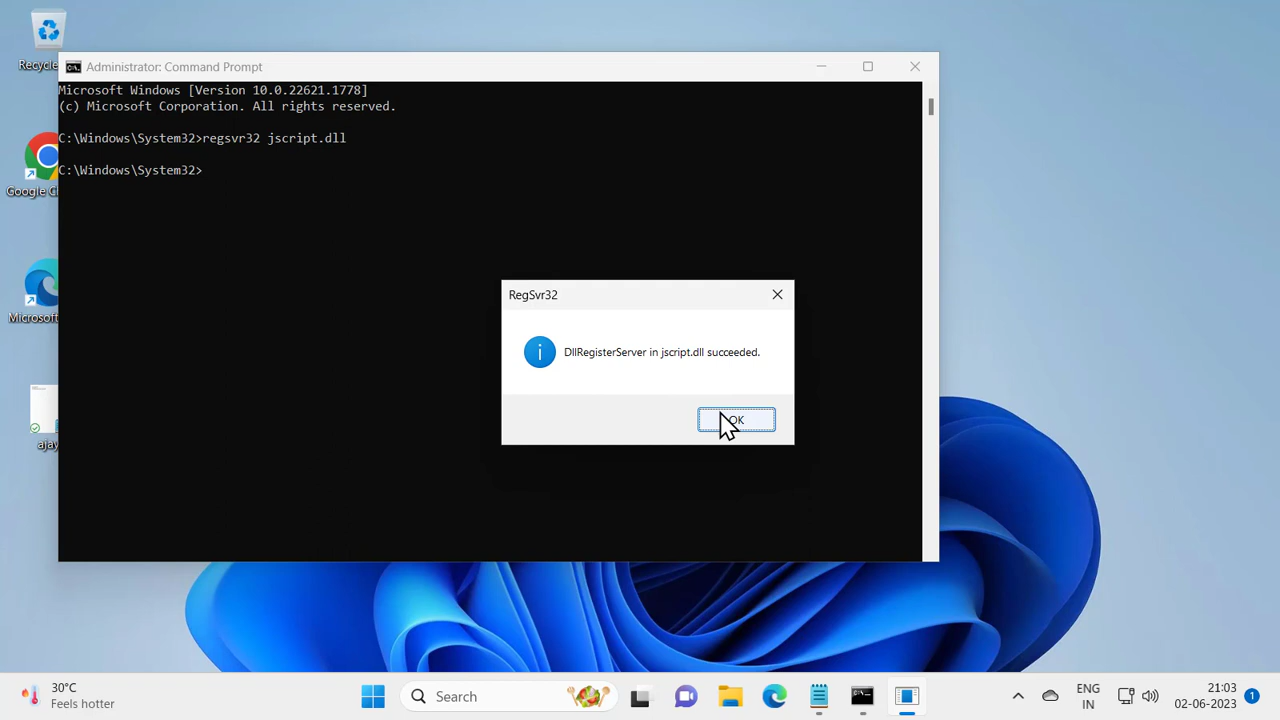 Recycle
Administrator: Command Prompt
Microsoft Windows [Version 10.0.22621.1778]
(c) Microsoft Corporation. All rights reserved.
C:\Windows\System32>regsvr32 jscript.dll
C:\Windows\System32>
Google C
Microsoft
ajay
RegSvr32
DllRegisterServer in jscript.dll succeeded.
OK
30°C
Feels hotter
Search
ENG
IN
21:03
02-06-2023
1